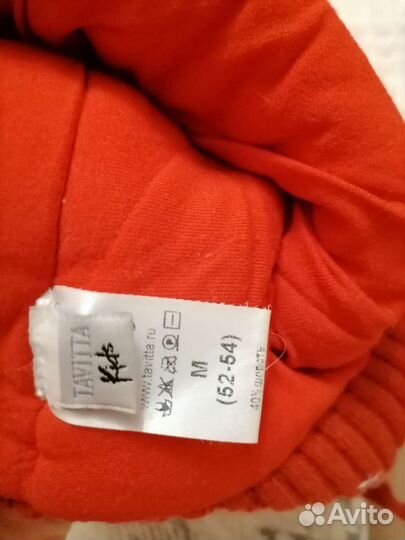 TAVITTA
Kids
www.tavitta.ru
M
(52-54)
40% шерсть
Avito